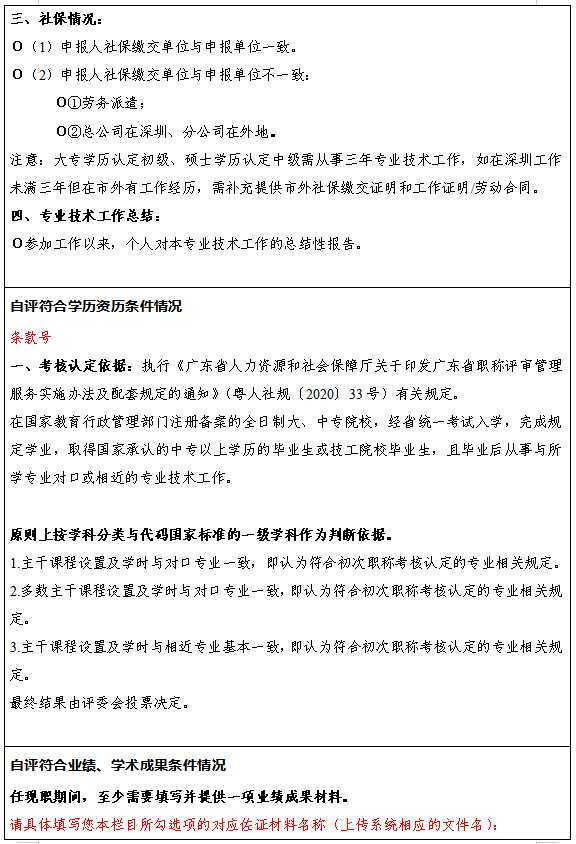 三、社保情况：
O（1）申报人社保缴交单位与申报单位一致。
O（2）申报人社保缴交单位与申报单位不一致：
O①劳务派遣；
O②总公司在深圳、分公司在外地。
注意：大专学历认定初级、硕士学历认定中级需从事三年专业技术工作，如在深圳工作
未满三年但在市外有工作经历，需补充提供市外社保缴交证明和工作证明/劳动合同。
四、专业技术工作总结：
O参加工作以来，个人对本专业技术工作的总结性报告。
自评符合学历资历条件情况
条款号
一、考核认定依据：执行《广东省人力资源和社会保障厅关于印发广东省职称评审管理
服务实施办法及配套规定的通知》（粤人社规〔2020〕33号）有关规定。
在国家教育行政管理部门注册备案的全日制大、中专院校，经省统一考试入学，完成规
定学业，取得国家承认的中专以上学历的毕业生或技工院校毕业生，且毕业后从事与所
学专业对口或相近的专业技术工作。
原则上按学科分类与代码国家标准的一级学科作为判断依据。
1.主干课程设置及学时与对口专业一致，即认为符合初次职称考核认定的专业相关规定。
2.多数主干课程设置及学时与对口专业一致，即认为符合初次职称考核认定的专业相关规
定。
3.主干课程设置及学时与相近专业基本一致，即认为符合初次职称考核认定的专业相关规
定。
最终结果由评委会投票决定。
自评符合业绩、学术成果条件情况
任现职期间，至少需要填写并提供一项业绩成果材料。
请具体填写您本栏目所勾选项的对应佐证材料名称（上传系统相应的文件名）：